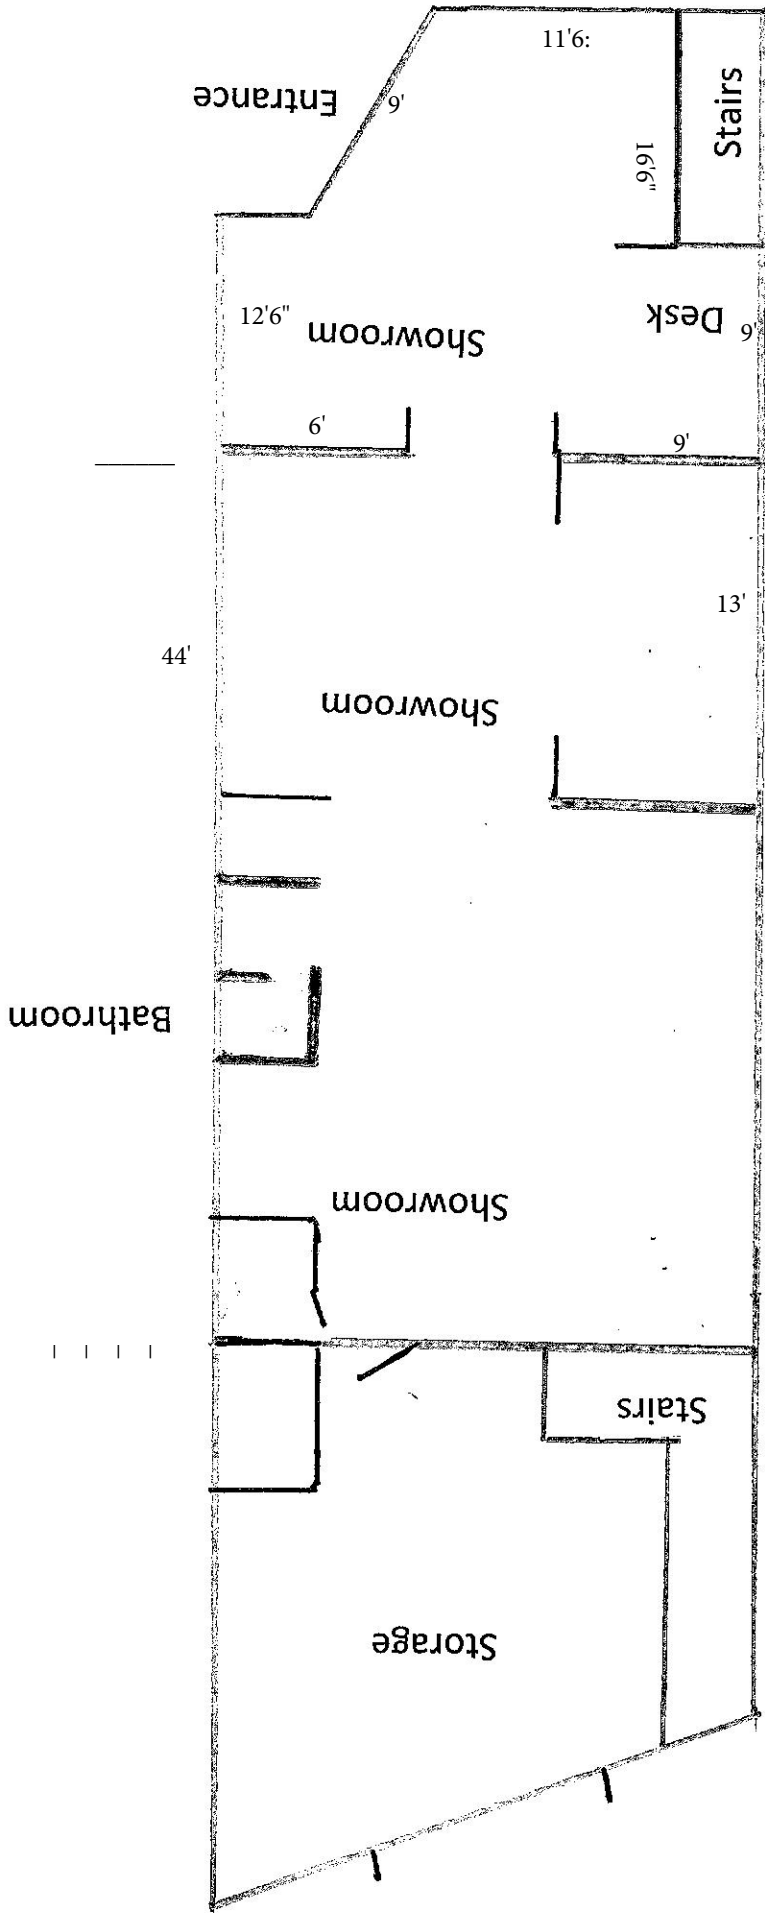 11'6:
Stairs
Entrance
9'
16'6"
12'6"
Showroom
Desk
9'
6'
9'
13'
44'
Showroom
Bathroom
Showroom
Stairs
Storage